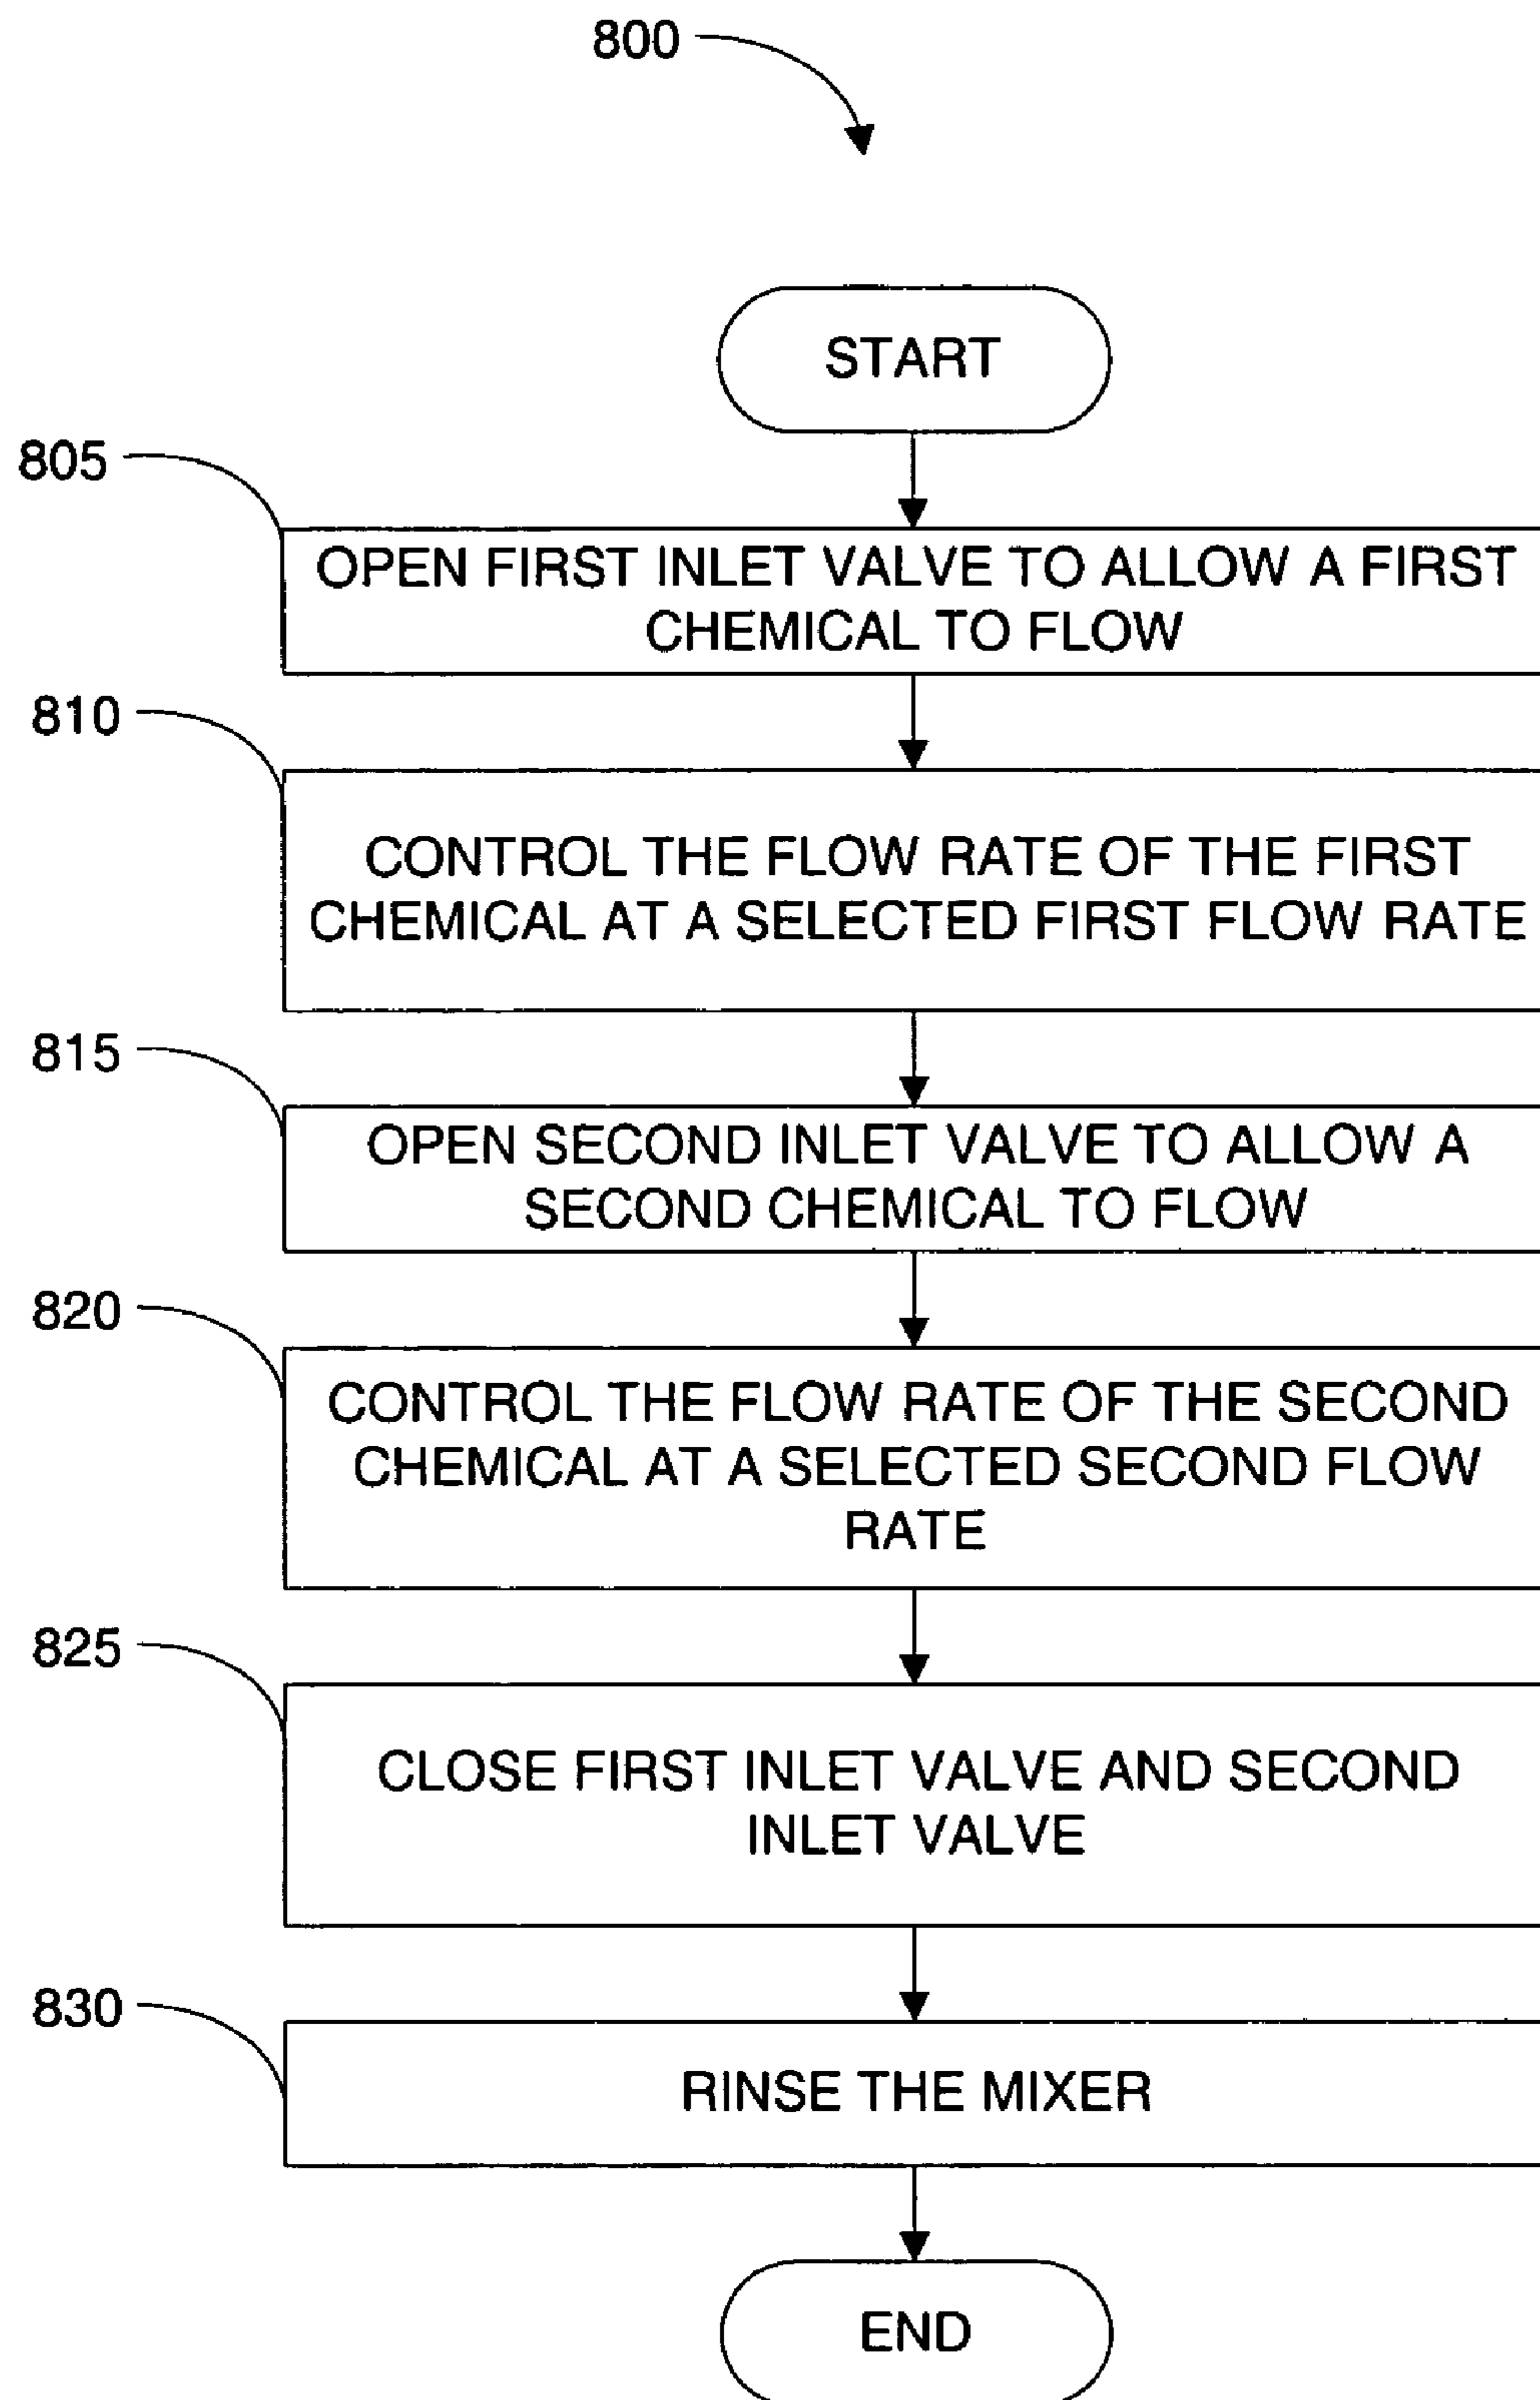 800
START
805
OPEN FIRST INLET VALVE TO ALLOW A FIRST
CHEMICAL TO FLOW
810
CONTROL THE FLOW RATE OF THE FIRST
CHEMICAL AT A SELECTED FIRST FLOW RATE
815
OPEN SECOND INLET VALVE TO ALLOW A
SECOND CHEMICAL TO FLOW
820
CONTROL THE FLOW RATE OF THE SECOND
CHEMICAL AT A SELECTED SECOND FLOW
RATE
825
CLOSE FIRST INLET VALVE AND SECOND
INLET VALVE
830
RINSE THE MIXER
END